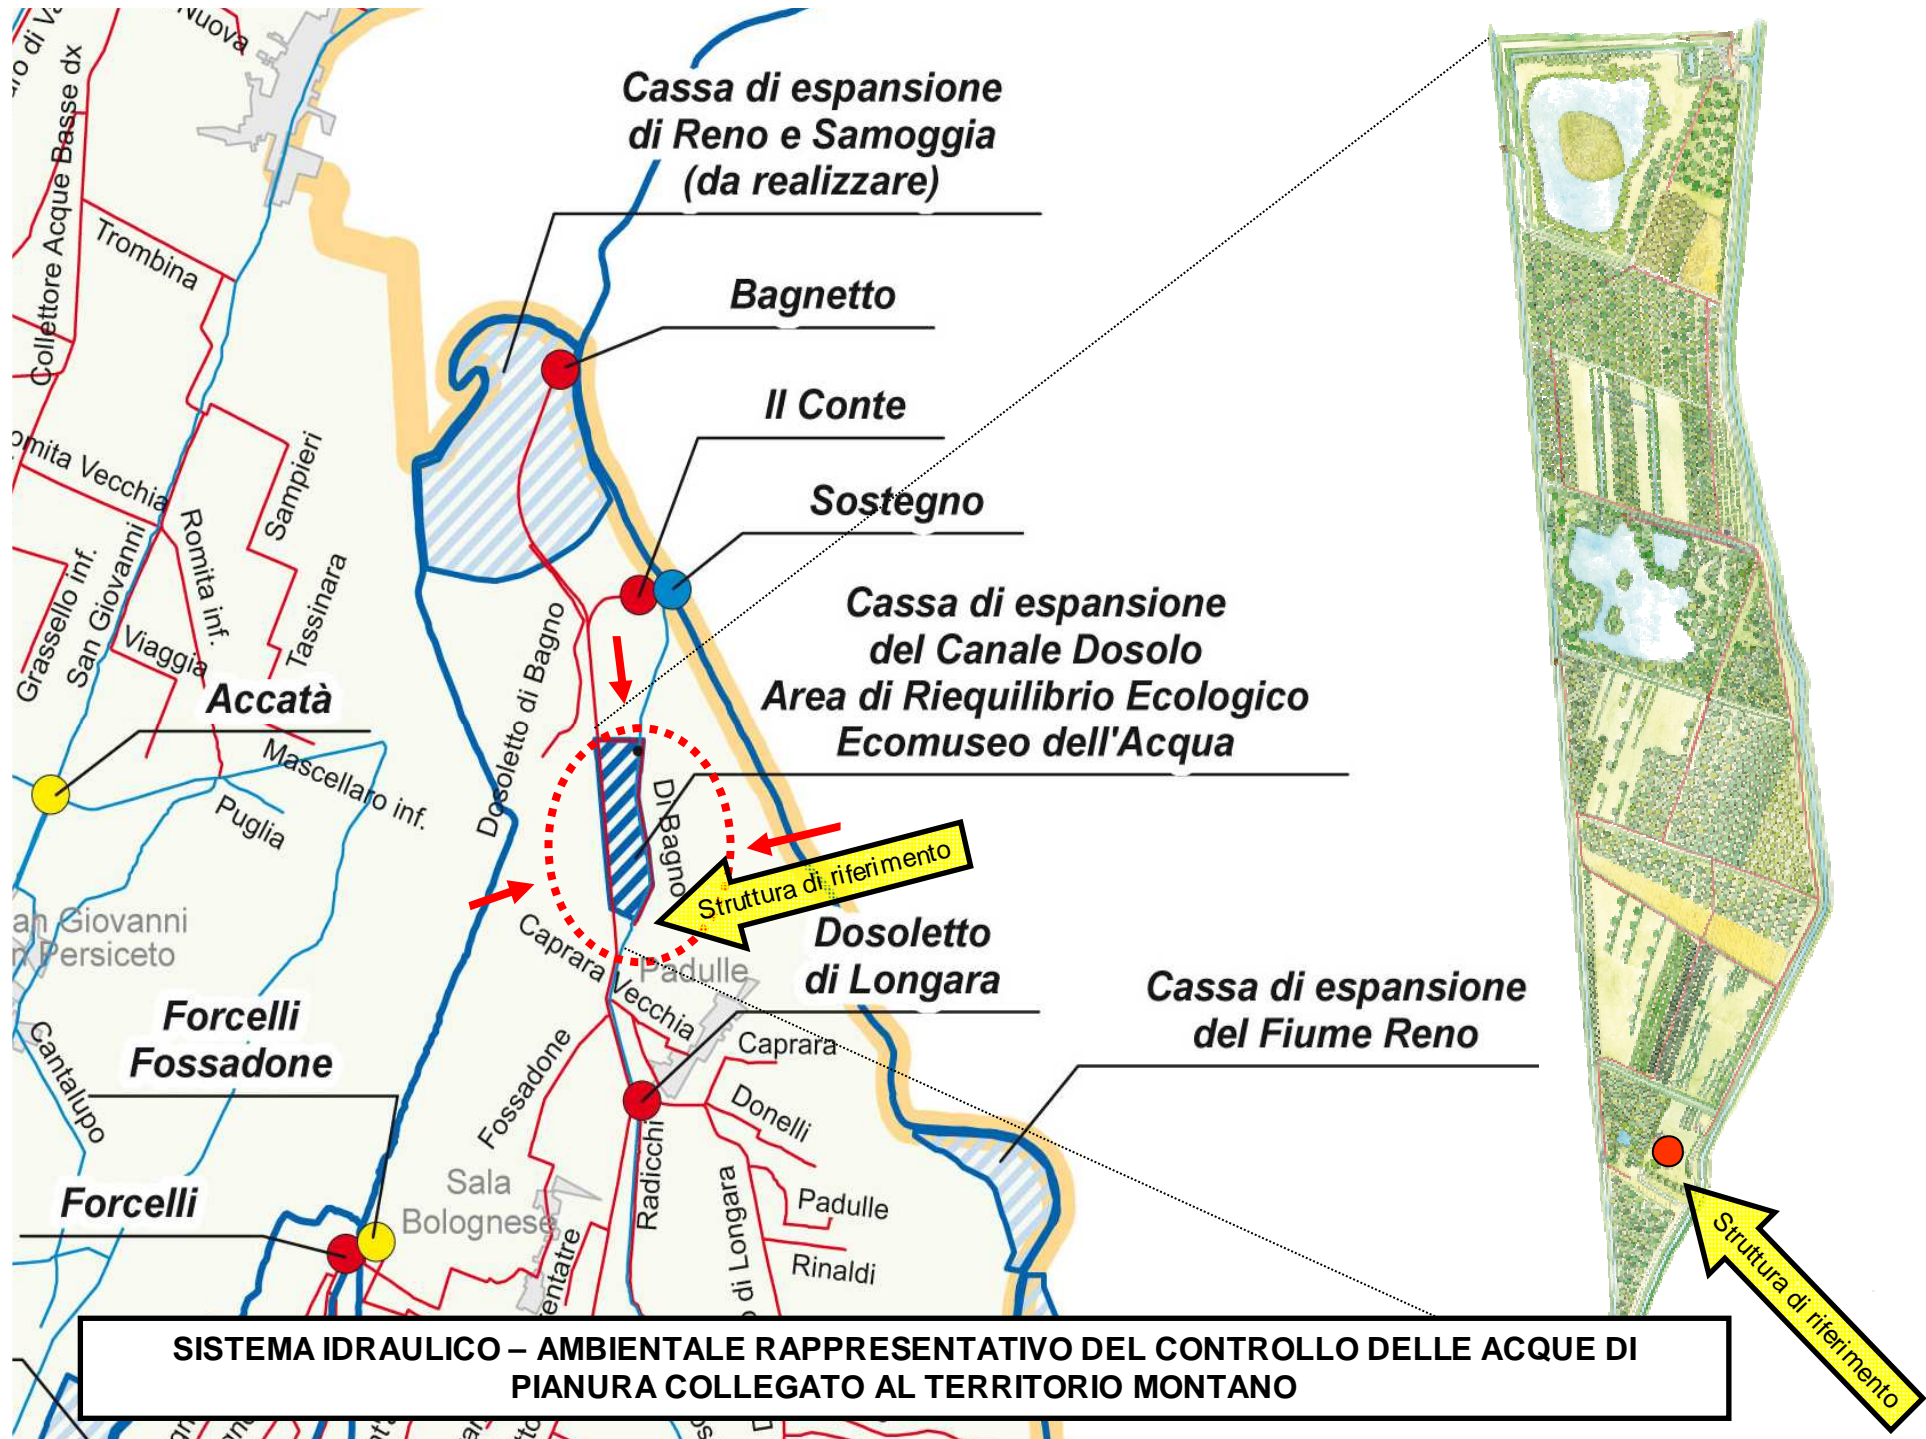 Nuova
Collettore Acque Base dx
Trombina
Cassa di espansione
di Reno e Samoggia
(da realizzare)
Bagnetto
Il Conte
Sostegno
Cassa di espansione
del Canale Dosolo
Area di Riequilibrio Ecologico
Ecomuseo dell'Acqua
Vecchia
Sampieri
Romita inf.
Tassinara
San Giovanni
Grassello inf.
Viaggia
Accatà
Mascellaro inf.
Puglia
Dosoletto di Bagno
Di Bagno
Struttura di riferimento
Giovanni
Persiceto
Caprara Vecchia
Padulle
Dosoletto
di Longara
Cassa di espansione
del Fiume Reno
Forcelli
Fossadone
Cantalupo
Fossadone
Caprara
Donelli
Radicchi
di Longara
Padulle
Rinaldi
Sala
Bolognese
Forcelli
Struttura di riferimento
SISTEMA IDRAULICO – AMBIENTALE RAPPRESENTATIVO DEL CONTROLLO DELLE ACQUE DI
PIANURA COLLEGATO AL TERRITORIO MONTANO